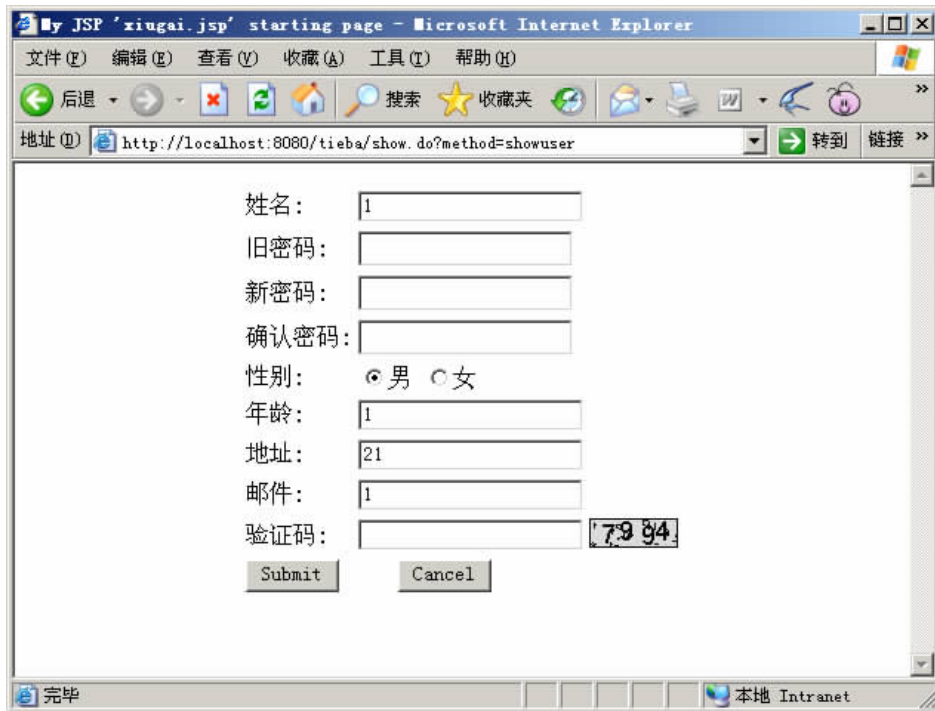 My JSP 'xiugai.jsp' starting page - Microsoft Internet Explorer
文件(F) 编辑(E) 查看(V) 收藏(A) 工具(T) 帮助(H)
后退 搜索 收藏夹 »
地址(D) http://localhost:8080/tieba/show.do?method=showuser 转到 链接 »
姓名: 1
旧密码:
新密码:
确认密码:
性别: 男 女
年龄: 1
地址: 21
邮件: 1
验证码: 7994
Submit Cancel
完毕 本地 Intranet